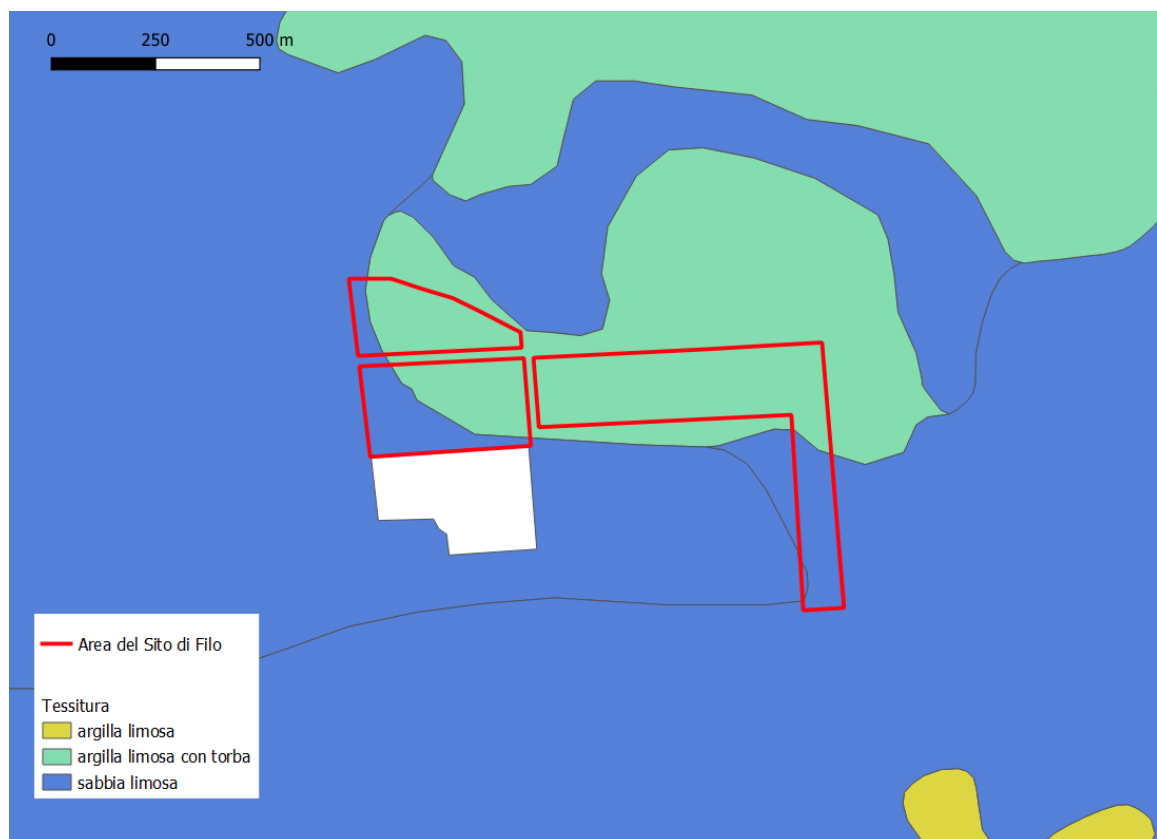 0 250 500 m
Area del Sito di Filo
Tessitura
argilla limosa
argilla limosa con torba
sabbia limosa